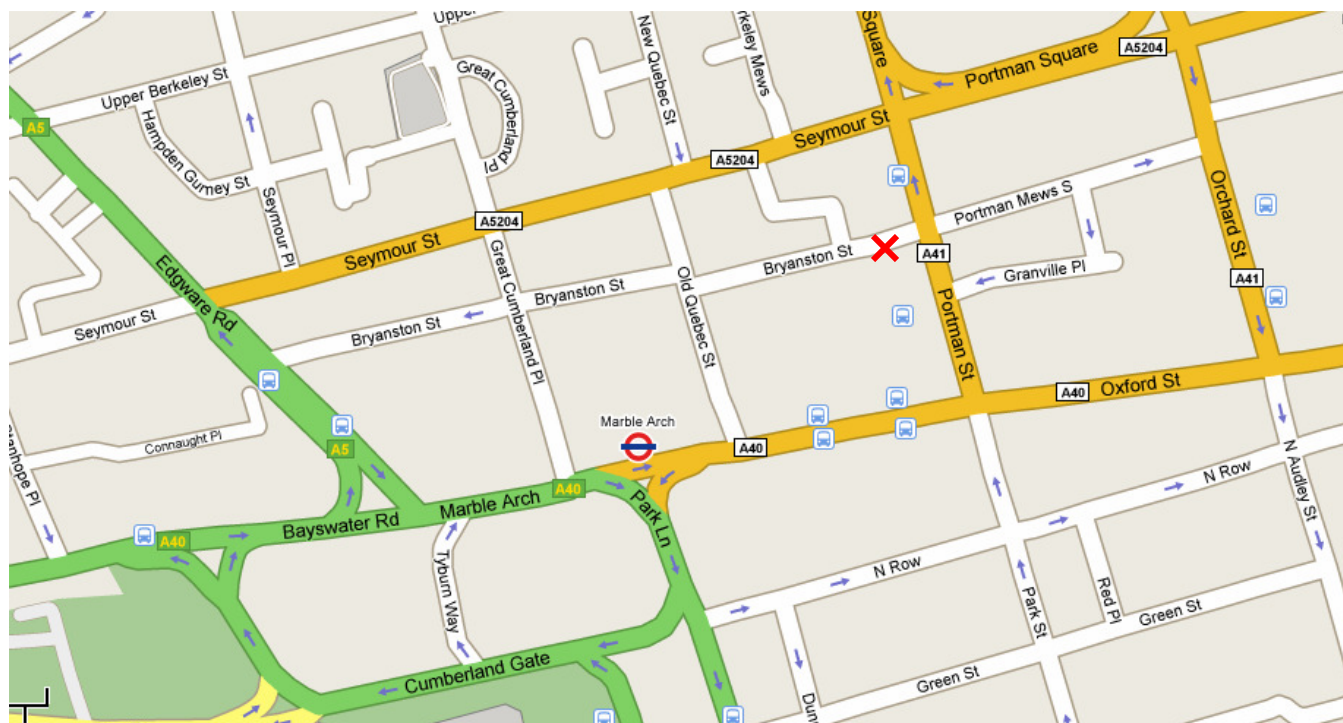 Upper
Square
New Quebec St
Berkeley Mews
Portman Square
A5204
Upper Berkeley St
Great Cumberland Pl
A5
Hampden Gurney St
Seymour St
A5204
Seymour Pl
Portman Mews S
Orchard St
A5204
Seymour St
Great Cumberland Pl
Bryanston St
A41
Granville Pl
A41
Edgware Rd
Old Quebec St
Bryanston St
Portman St
Seymour St
Bryanston St
A40
Oxford St
Marble Arch
Connaught Pl
A5
A40
Stanhope Pl
N Audley St
N Row
A40
Marble Arch
Bayswater Rd
Park Ln
A40
N Row
Tyburn Way
Park St
Red Pl
Green St
Cumberland Gate
Green St